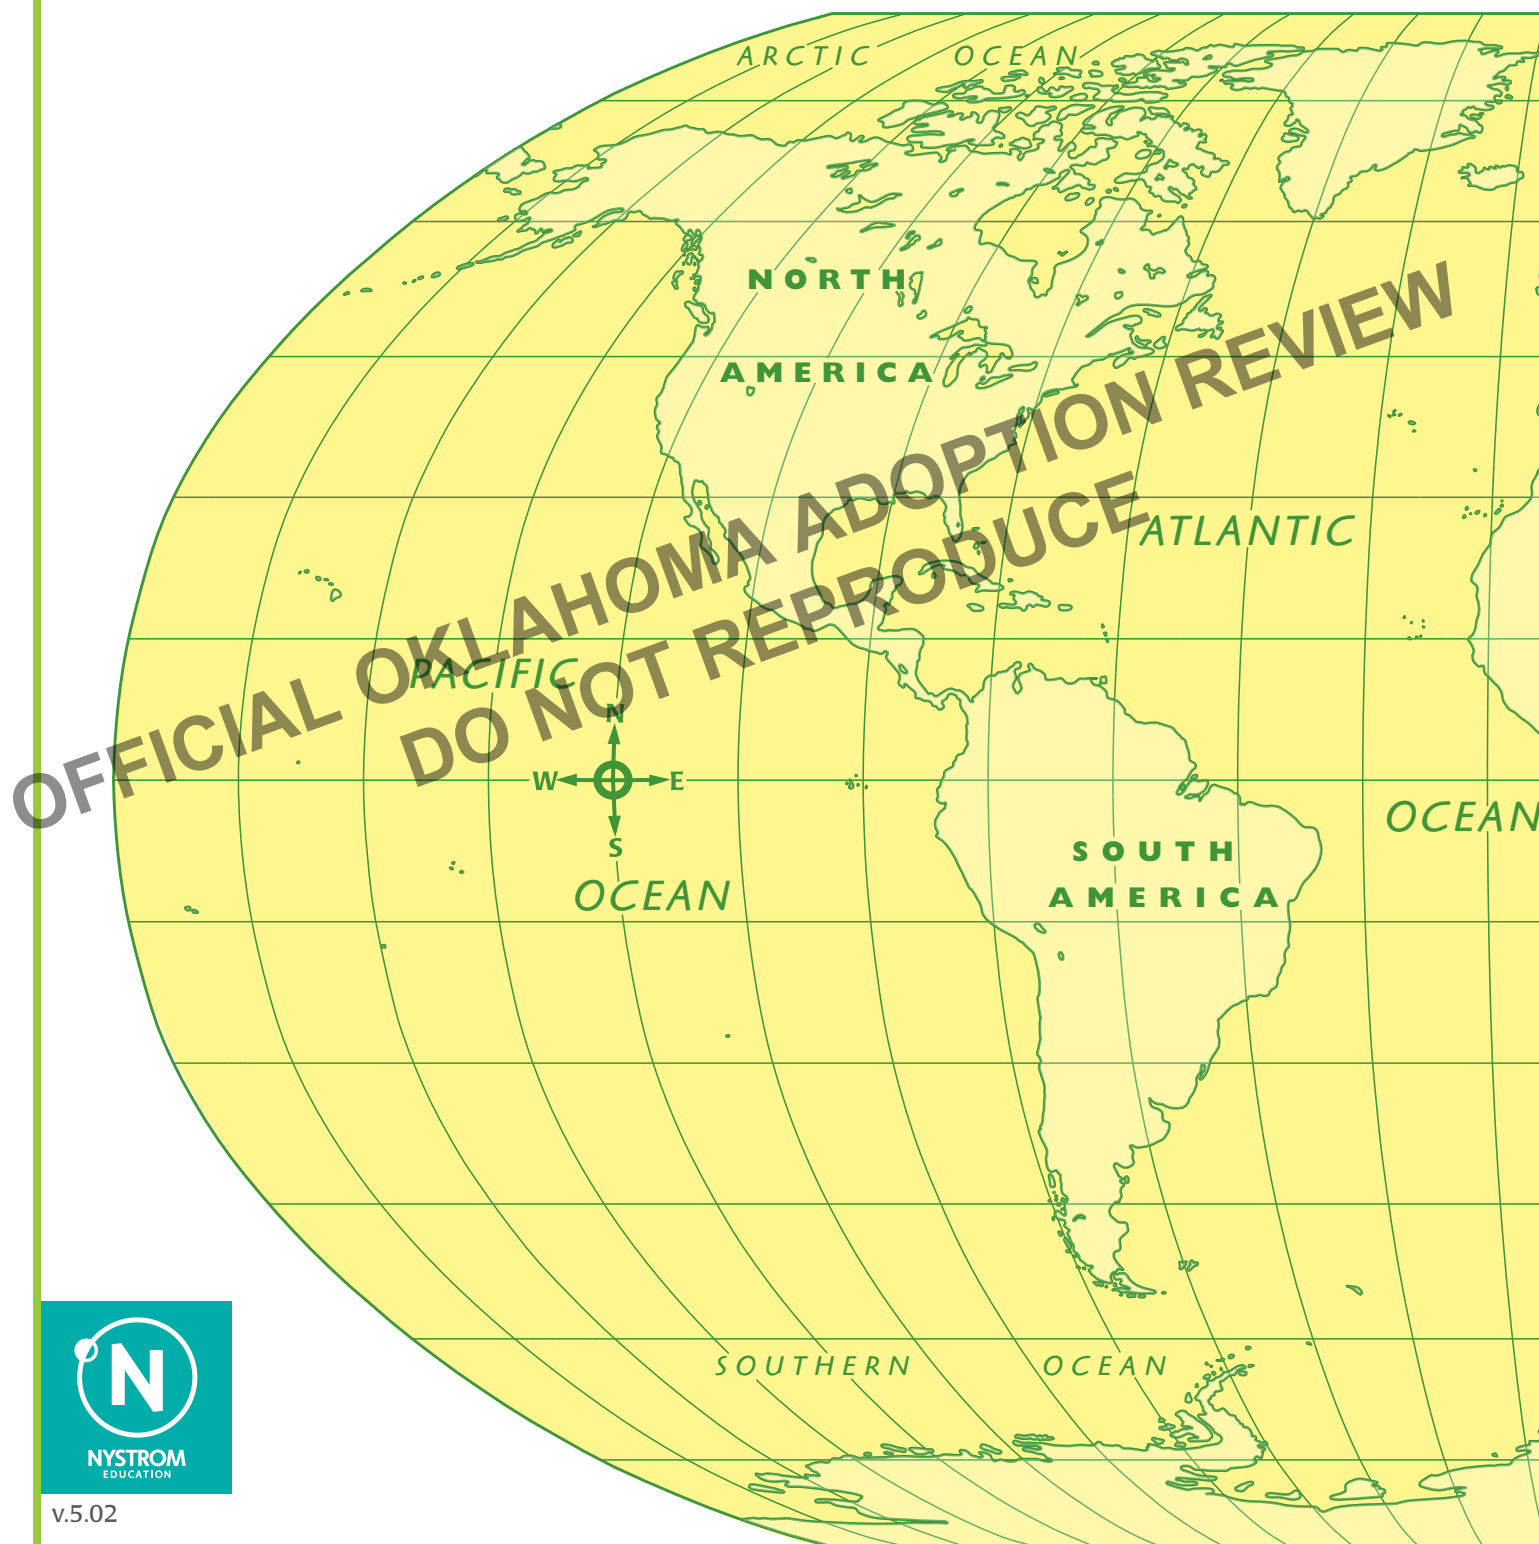 ARCTIC OCEAN
NORTH
AMERICA
OFFICIAL OKLAHOMA ADOPTION REVIEW
DO NOT REPRODUCE
ATLANTIC
PACIFIC
N
W E
S
OCEAN
OCEAN
SOUTH
AMERICA
SOUTHERN OCEAN
N
NYSTROM
EDUCATION
v.5.02